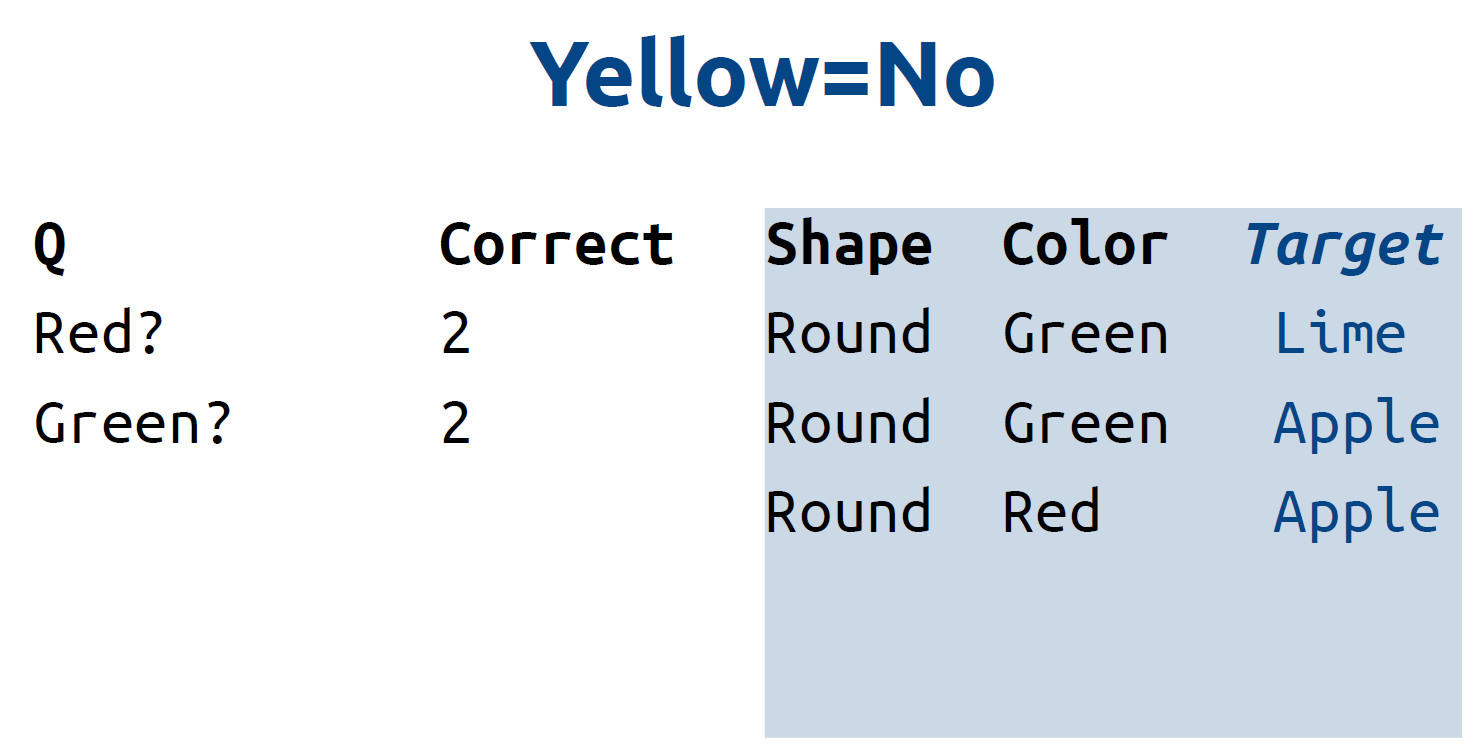 Yellow=No
Q Correct Shape Color Target
Red? 2 Round Green Lime
Green? 2 Round Green Apple
Round Red Apple